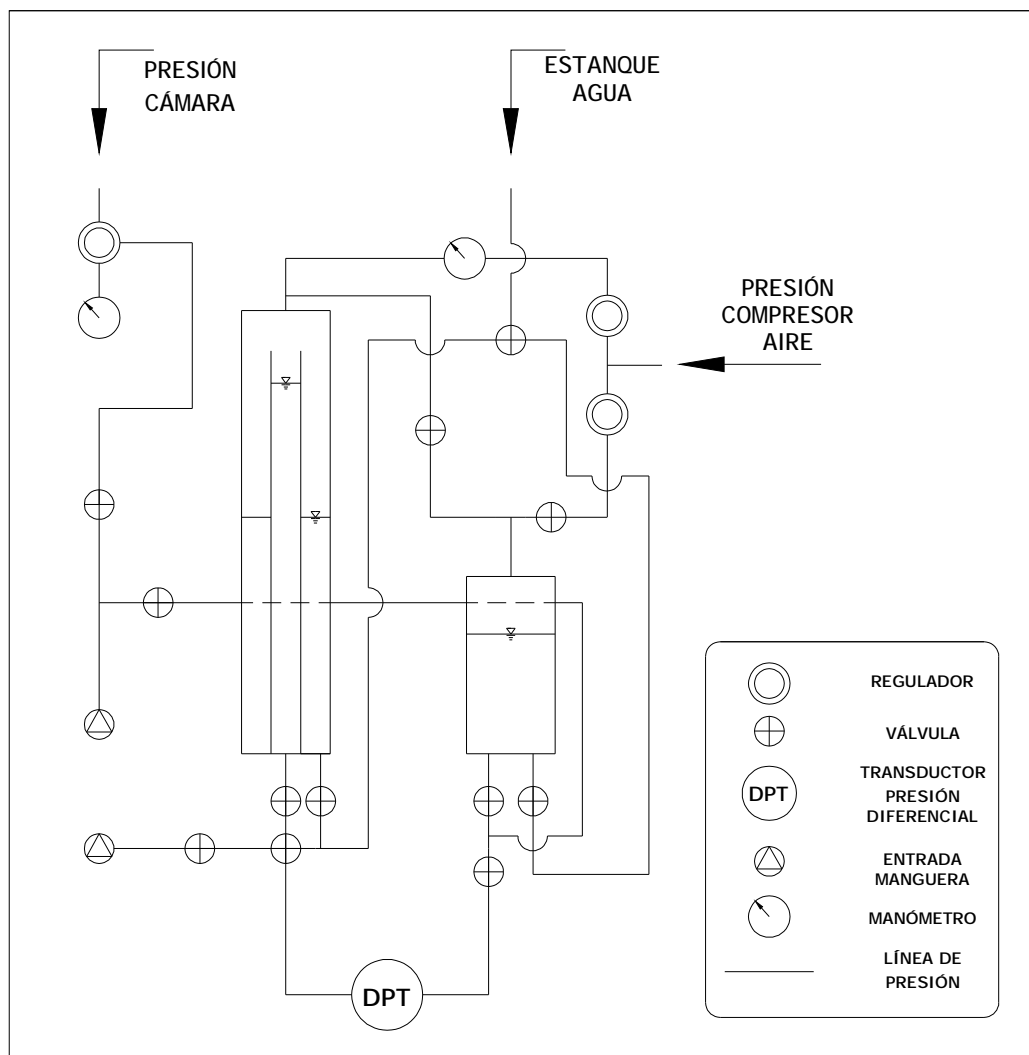 PRESIÓN
CÁMARA
ESTANQUE
AGUA
PRESIÓN
COMPRESOR
AIRE
REGULADOR
VÁLVULA
DPT
TRANSDUCTOR
PRESIÓN
DIFERENCIAL
ENTRADA
MANGUERA
MANÓMETRO
LÍNEA DE
PRESIÓN
DPT